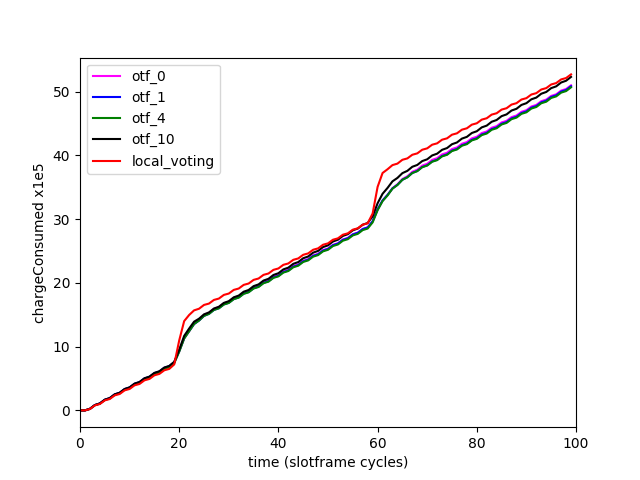 otf_0
otf_1
otf_4
otf_10
local_voting
chargeConsumed x1e5
50
40
30
20
10
0
0 20 40 60 80 100
time (slotframe cycles)